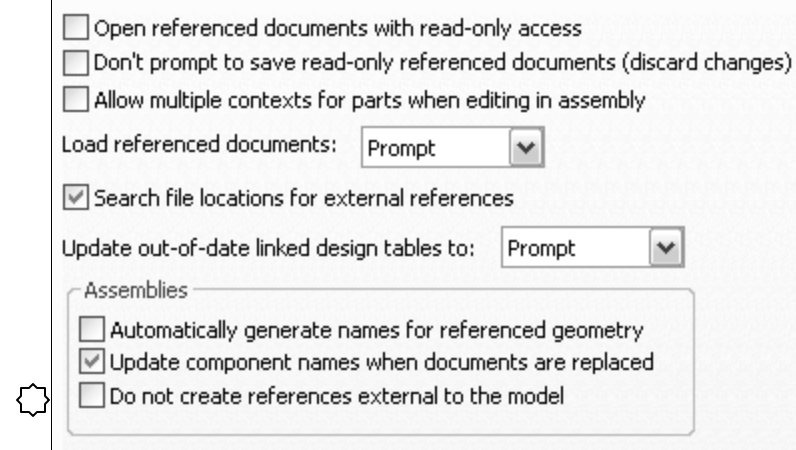 Open referenced documents with read-only access
Don't prompt to save read-only referenced documents (discard changes)
Allow multiple contexts for parts when editing in assembly
Load referenced documents: Prompt
Search file locations for external references
Update out-of-date linked design tables to: Prompt
Assemblies
Automatically generate names for referenced geometry
Update component names when documents are replaced
Do not create references external to the model